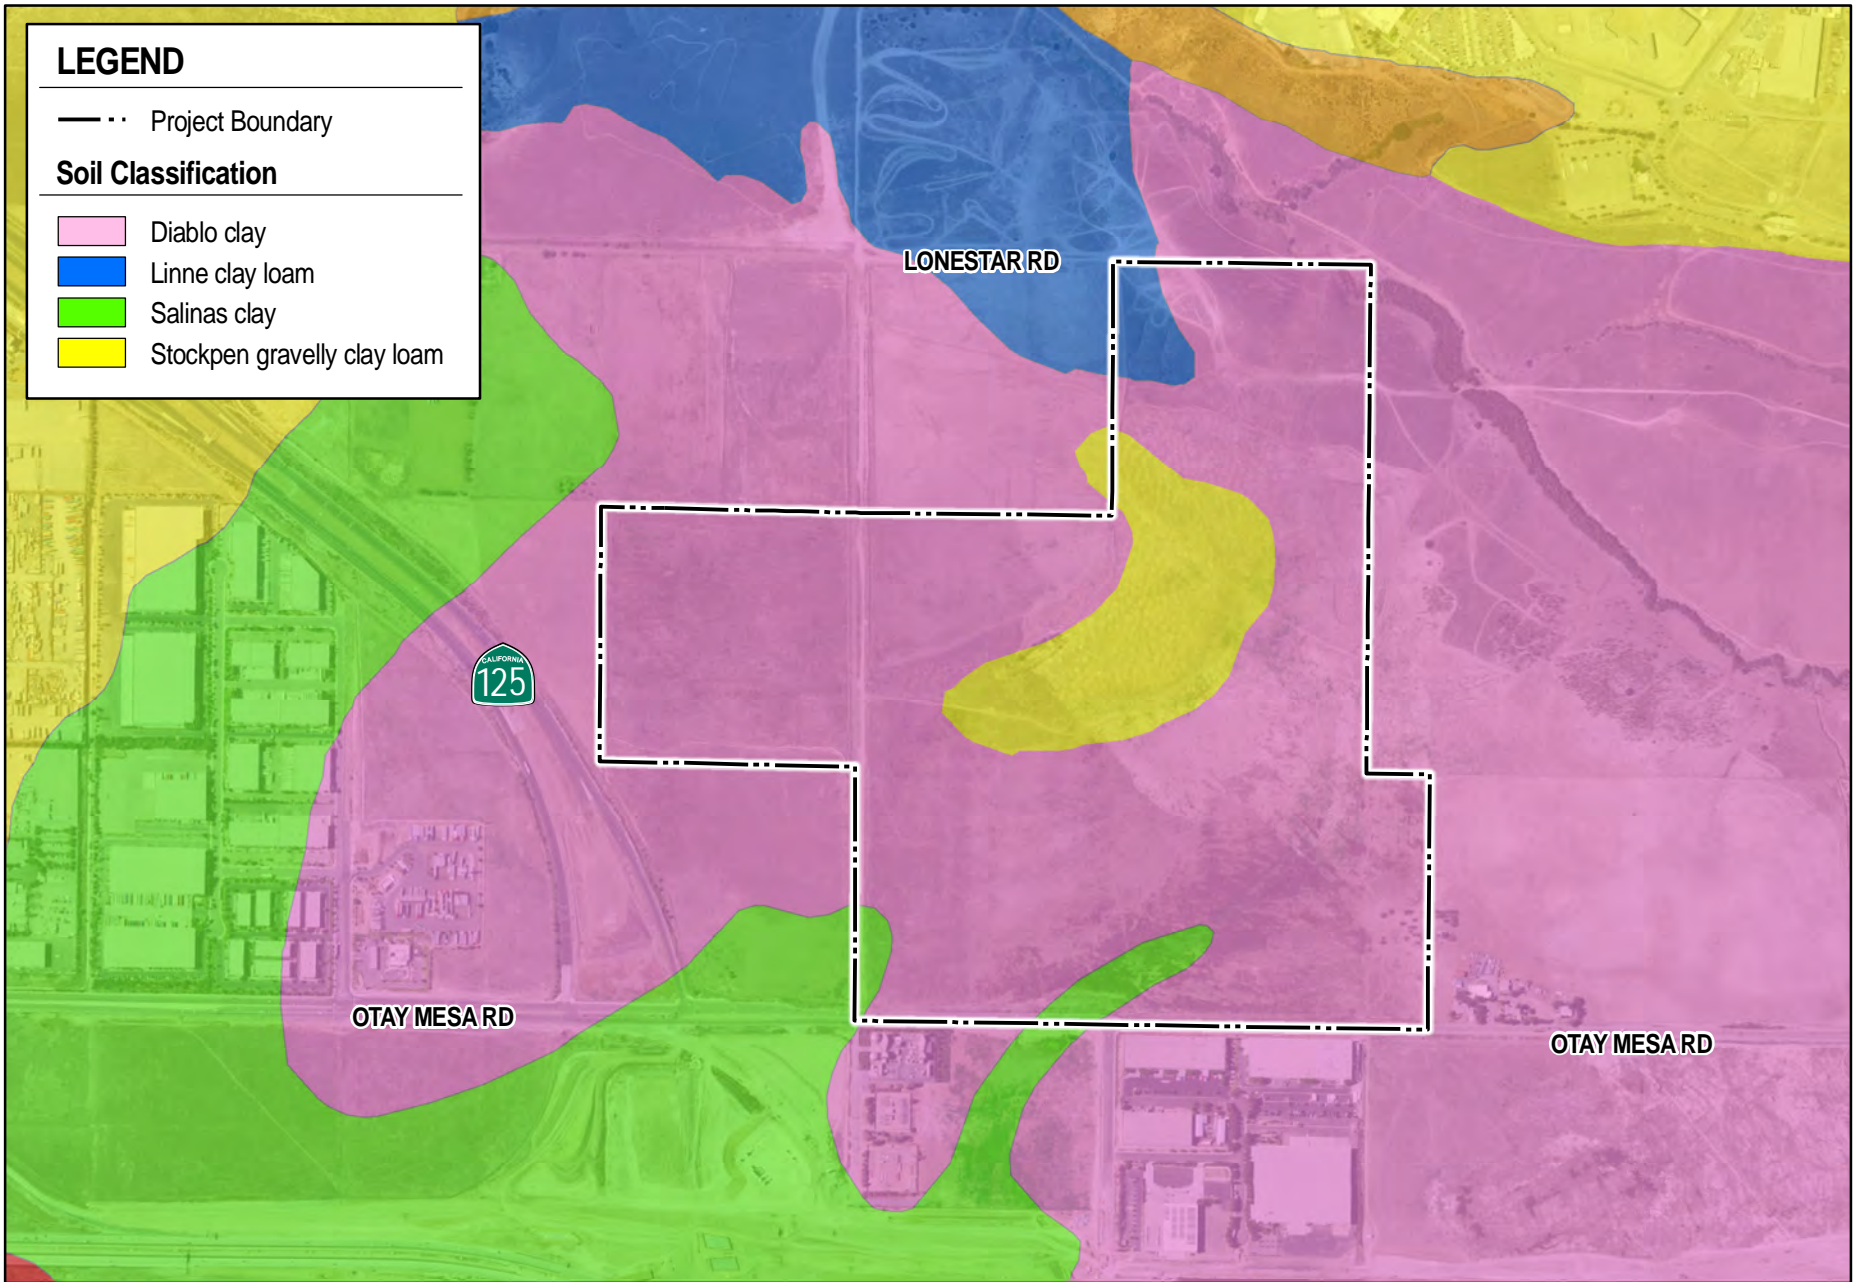 LEGEND
Project Boundary
Soil Classification
Diablo clay
Linne clay loam
Salinas clay
Stockpen gravelly clay loam
LONESTAR RD
CALIFORNIA
125
OTAY MESA RD
OTAY MESA RD